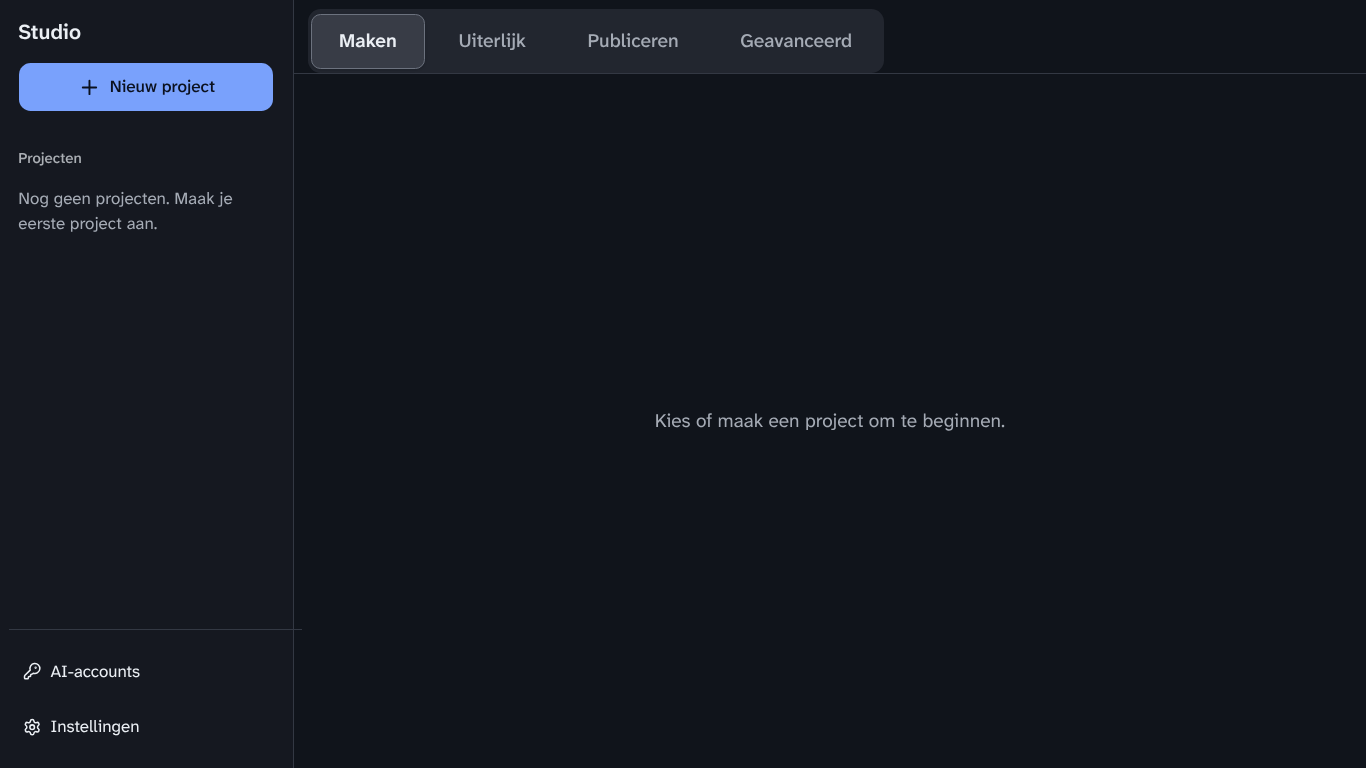 Studio
Nieuw project
Projecten
Nog geen projecten. Maak je
eerste project aan.
AI-accounts
Instellingen
Maken
Uiterlijk
Publiceren
Geavanceerd
Kies of maak een project om te beginnen.